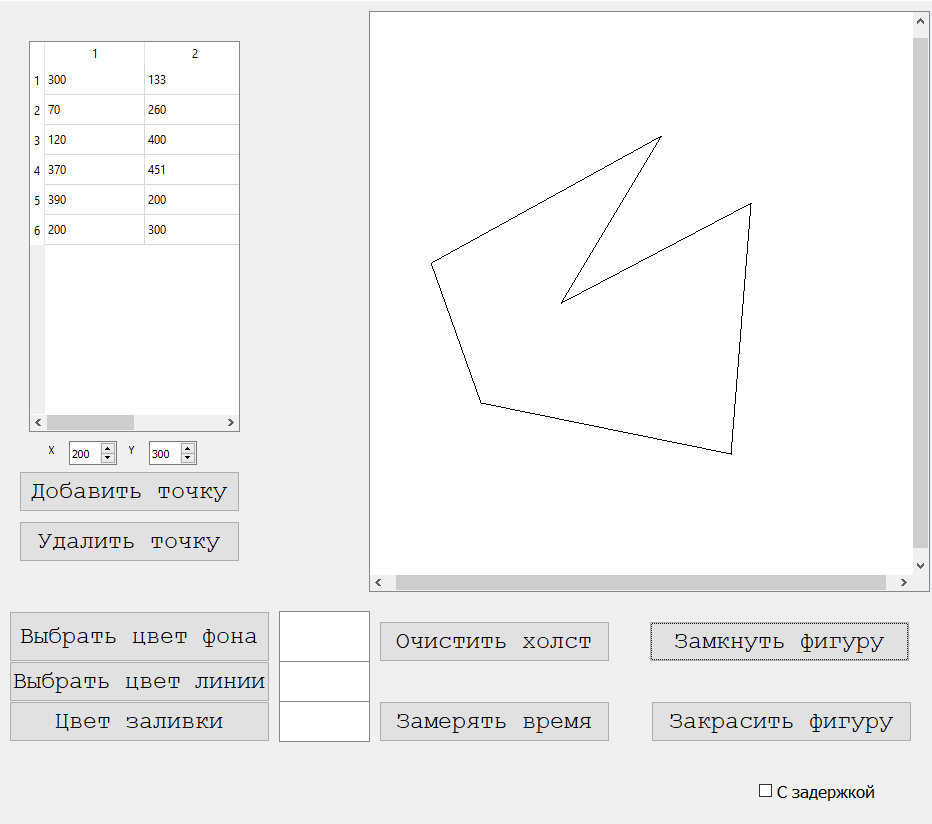 1 2
1 300 133
2 70 260
3 120 400
4 370 451
5 390 200
6 200 300
X 200 Y 300
Добавить точку
Удалить точку
Выбрать цвет фона
Очистить холст
Замкнуть фигуру
Выбрать цвет линии
Цвет заливки
Замерять время
Закрасить фигуру
С задержкой